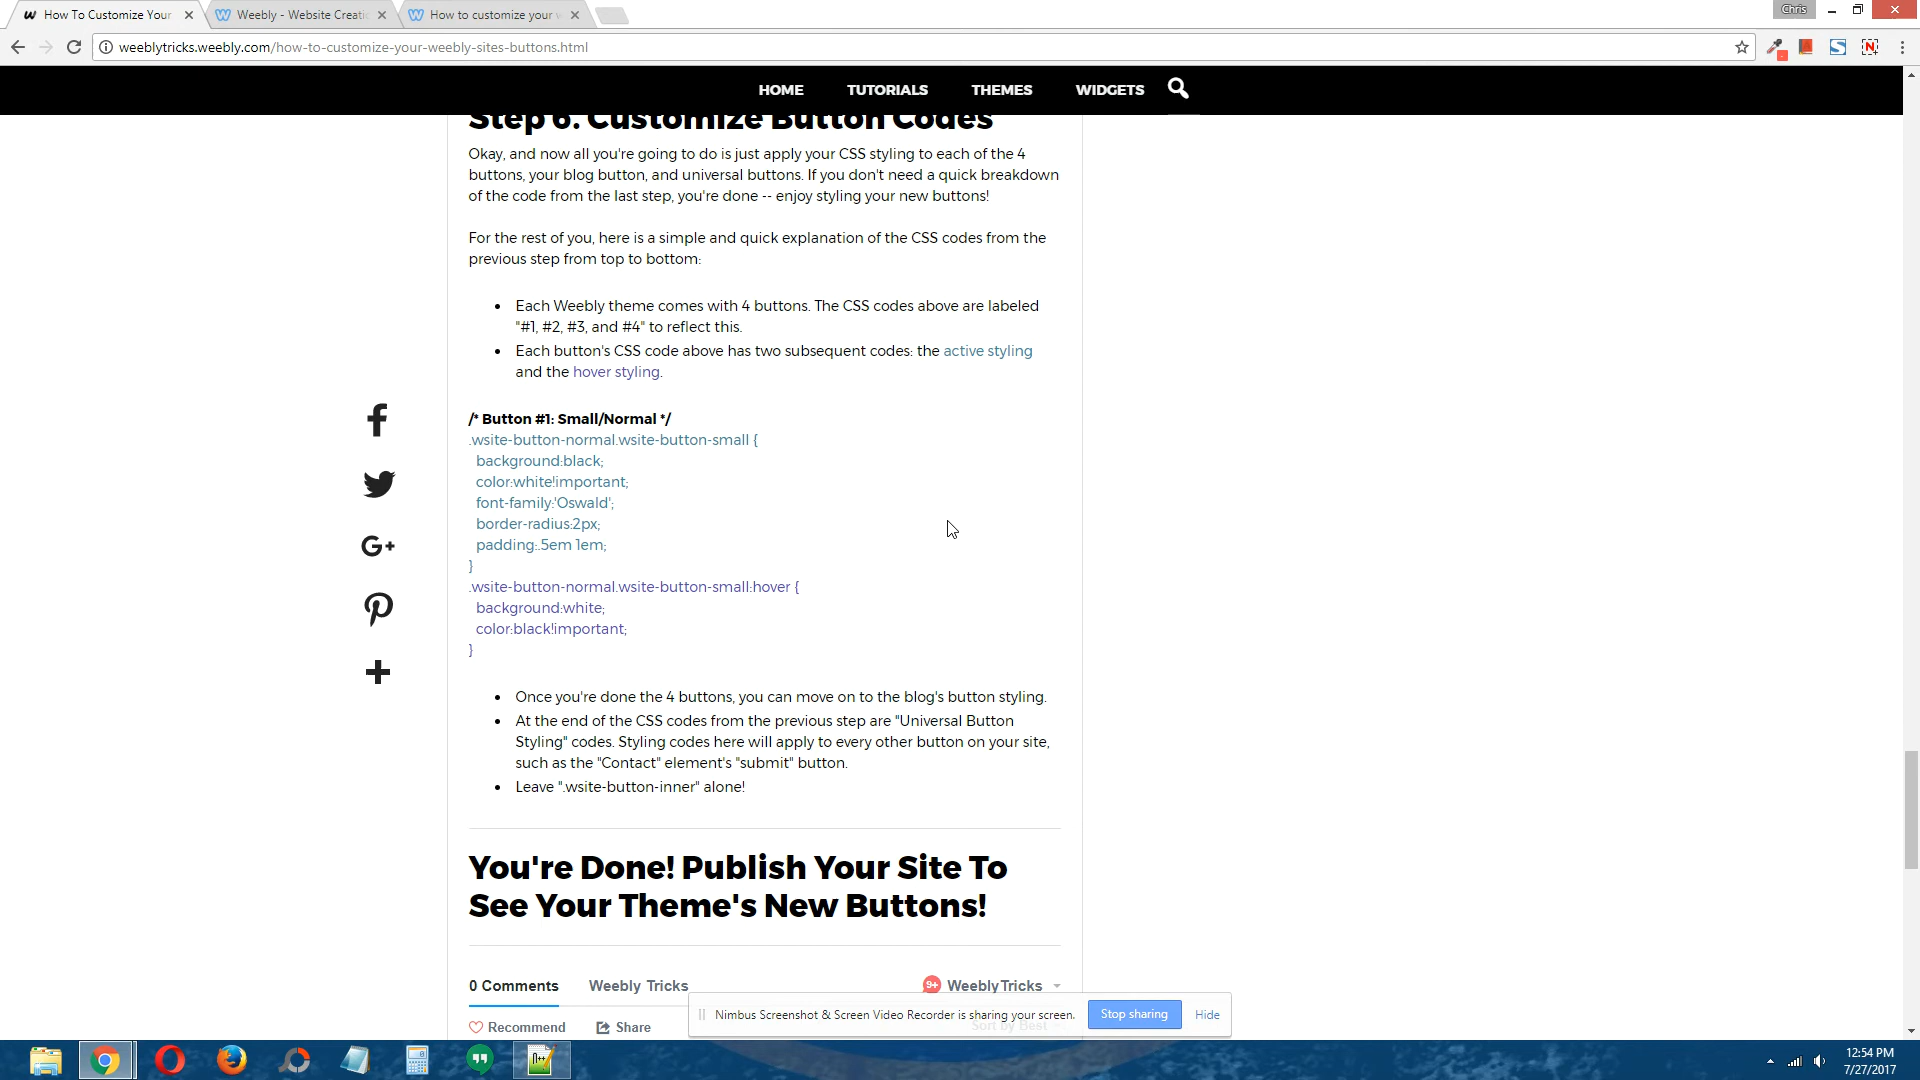 How To Customize Your
Weebly - Website Creatic
How to customize your w
Chris
weeblytricks.weebly.com/how-to-customize-your-weebly-sites-buttons.html
HOME
TUTORIALS
THEMES
WIDGETS
Step 6: Customize Button Codes
Okay, and now all you're going to do is just apply your CSS styling to each of the 4
buttons, your blog button, and universal buttons. If you don't need a quick breakdown
of the code from the last step, you're done -- enjoy styling your new buttons!
For the rest of you, here is a simple and quick explanation of the CSS codes from the
previous step from top to bottom:
• Each Weebly theme comes with 4 buttons. The CSS codes above are labeled
"#1, #2, #3, and #4" to reflect this.
• Each button's CSS code above has two subsequent codes: the active styling
and the hover styling.
/* Button #1: Small/Normal */
.wsite-button-normal.wsite-button-small {
background:black;
color:white!important;
font-family:'Oswald';
border-radius:2px;
padding:.5em 1em;
}
.wsite-button-normal.wsite-button-small:hover {
background:white;
color:black!important;
}
• Once you're done the 4 buttons, you can move on to the blog's button styling.
• At the end of the CSS codes from the previous step are "Universal Button
Styling" codes. Styling codes here will apply to every other button on your site,
such as the "Contact" element's "submit" button.
• Leave ".wsite-button-inner" alone!
You're Done! Publish Your Site To
See Your Theme's New Buttons!
0 Comments
Weebly Tricks
9+
WeeblyTricks
Recommend
Share
Sort by Best
Nimbus Screenshot & Screen Video Recorder is sharing your screen.
Stop sharing
Hide
12:54 PM
7/27/2017